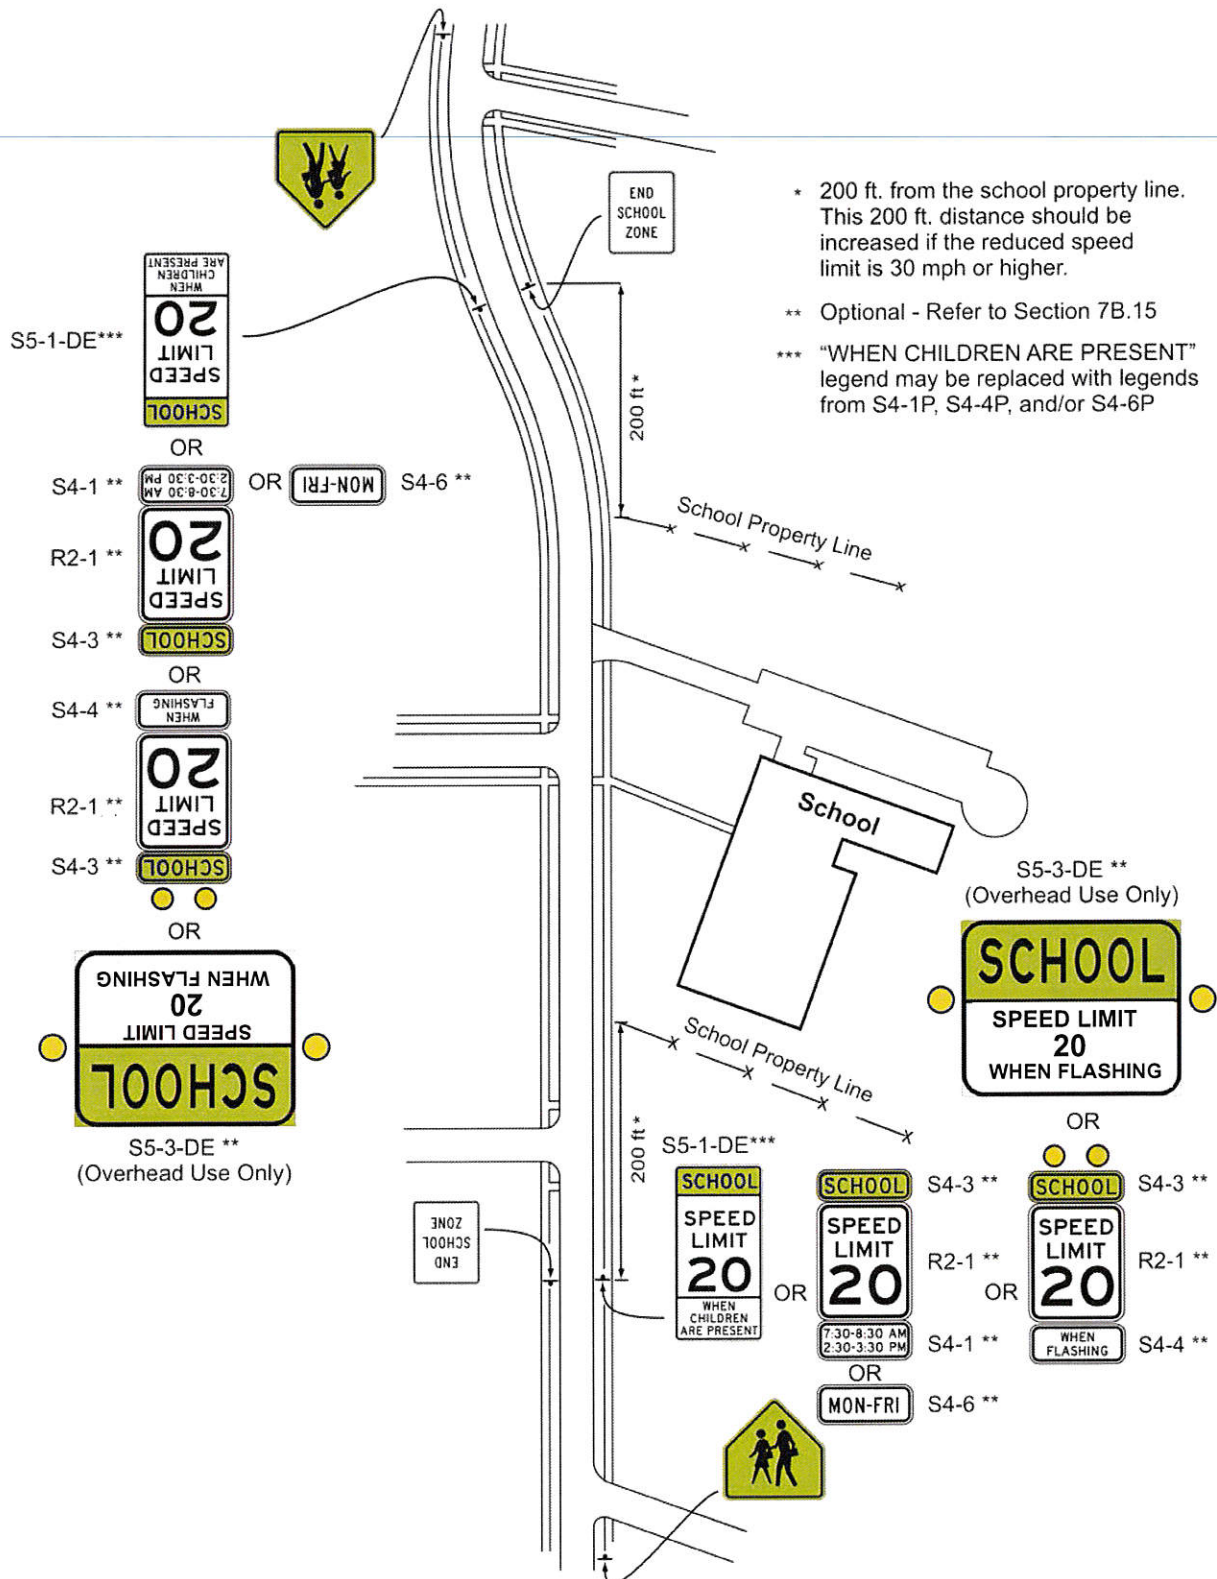 END
SCHOOL
ZONE
* 200 ft. from the school property line.
This 200 ft. distance should be
increased if the reduced speed
limit is 30 mph or higher.
** Optional - Refer to Section 7B.15
*** “WHEN CHILDREN ARE PRESENT”
legend may be replaced with legends
from S4-1P, S4-4P, and/or S4-6P
S5-1-DE***
SCHOOL
SPEED
LIMIT
20
WHEN
CHILDREN
ARE PRESENT
OR
S4-1 **
7:30-8:30 AM
2:30-3:30 PM
OR
MON-FRI
S4-6 **
R2-1 **
SPEED
LIMIT
20
S4-3 **
SCHOOL
OR
S4-4 **
WHEN
FLASHING
R2-1 **
SPEED
LIMIT
20
S4-3 **
SCHOOL
OR
SCHOOL
SPEED LIMIT
20
WHEN FLASHING
S5-3-DE **
(Overhead Use Only)
200 ft *
School Property Line
School
School Property Line
200 ft *
END
SCHOOL
ZONE
S5-3-DE **
(Overhead Use Only)
SCHOOL
SPEED LIMIT
20
WHEN FLASHING
OR
S5-1-DE***
SCHOOL
SPEED
LIMIT
20
WHEN
CHILDREN
ARE PRESENT
OR
SCHOOL
S4-3 **
SPEED
LIMIT
20
R2-1 **
7:30-8:30 AM
2:30-3:30 PM
S4-1 **
OR
MON-FRI
S4-6 **
OR
SCHOOL
S4-3 **
SPEED
LIMIT
20
R2-1 **
WHEN
FLASHING
S4-4 **